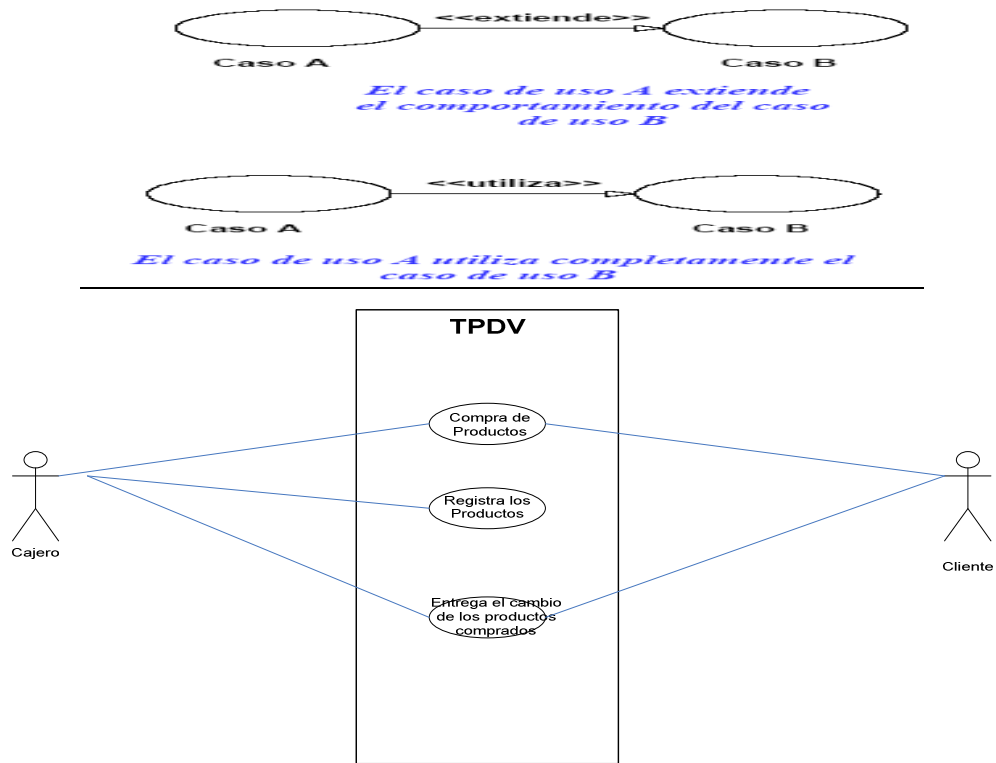 <<extiende>>
Caso A
Caso B
El caso de uso A extiende
el comportamiento del caso
de uso B
<<utiliza>>
Caso A
Caso B
El caso de uso A utiliza completamente el
caso de uso B
TPDV
Compra de
Productos
Registra los
Productos
Entrega el cambio
de los productos
comprados
Cajero
Cliente